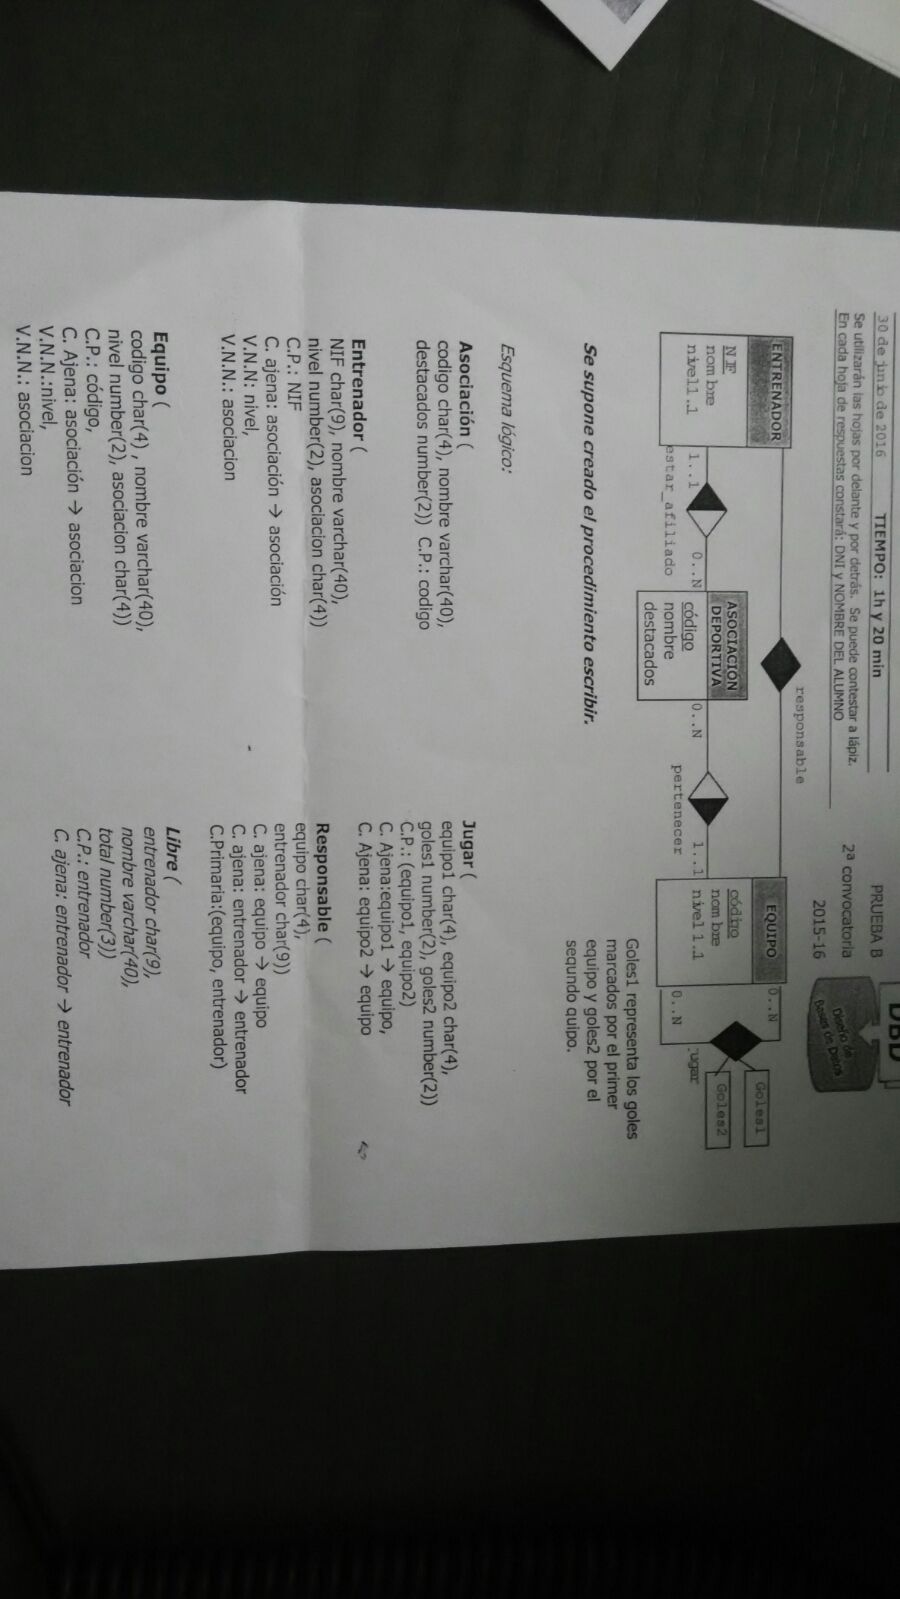 30 de junio de 2016 TIEMPO: 1h y 20 min
PRUEBA B
2ª convocatoria
2015-16
DBD
Diseño de
Bases de Datos
Se utilizarán las hojas por delante y por detrás. Se puede contestar a lápiz.
En cada hoja de respuestas constará: DNI y NOMBRE DEL ALUMNO
responsable
ENTRENADOR
NIF
nombre
nivel1.1
1..1
estar_afiliado
0..N
ASOCIACIÓN
DEPORTIVA
código
nombre
destacados
0..N
pertenecer
1..1
EQUIPO
código
nombre
nivel1.1
0..N
0..N
jugar
Goles1
Goles2
Goles1 representa los goles
marcados por el primer
equipo y goles2 por el
segundo quipo.
Se supone creado el procedimiento escribir.
Esquema lógico:
Asociación (
codigo char(4), nombre varchar(40),
destacados number(2)) C.P.: codigo
Entrenador (
NIF char(9), nombre varchar(40),
nivel number(2), asociacion char(4))
C.P.: NIF
C. ajena: asociación → asociación
V.N.N: nivel,
V.N.N.: asociacion
Equipo (
codigo char(4) , nombre varchar(40),
nivel number(2), asociacion char(4))
C.P.: código,
C. Ajena: asociación → asociacion
V.N.N.:nivel,
V.N.N.: asociacion
Jugar (
equipo1 char(4), equipo2 char(4),
goles1 number(2), goles2 number(2))
C.P.: (equipo1, equipo2)
C. Ajena:equipo1 → equipo,
C. Ajena: equipo2 → equipo
Responsable (
equipo char(4),
entrenador char(9))
C. ajena: equipo → equipo
C. ajena: entrenador → entrenador
C.Primaria:(equipo, entrenador)
Libre (
entrenador char(9),
nombre varchar(40),
total number(3))
C.P.: entrenador
C. ajena: entrenador → entrenador